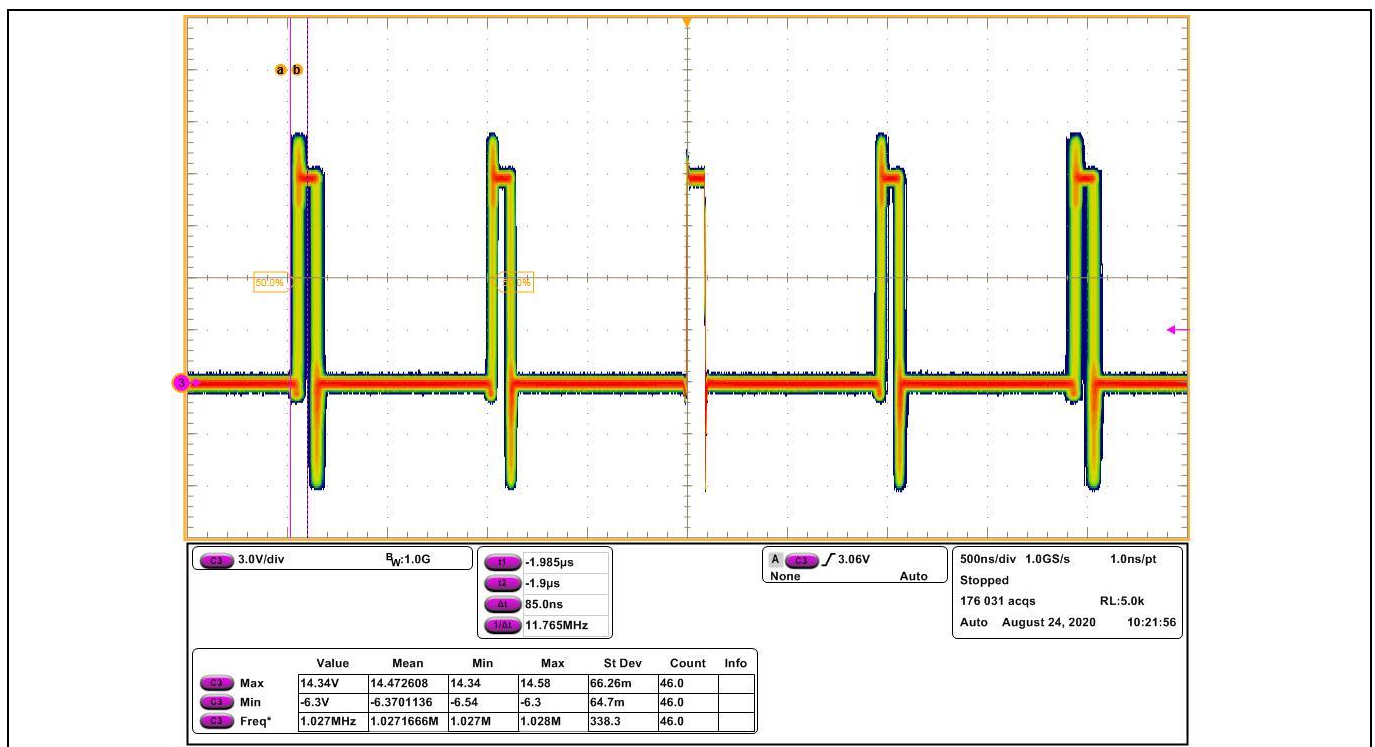 a b
50.0%
3
C3 3.0V/div BW:1.0G
t1 -1.985µs
t2 -1.9µs
Δt 85.0ns
1/Δt 11.765MHz
A C3 3.06V
None Auto
500ns/div 1.0GS/s 1.0ns/pt
Stopped
176 031 acqs RL:5.0k
Auto August 24, 2020 10:21:56
Value Mean Min Max St Dev Count Info
C3 Max 14.34V 14.472608 14.34 14.58 66.26m 46.0
C3 Min -6.3V -6.3701136 -6.54 -6.3 64.7m 46.0
C3 Freq* 1.027MHz 1.0271666M 1.027M 1.028M 338.3 46.0